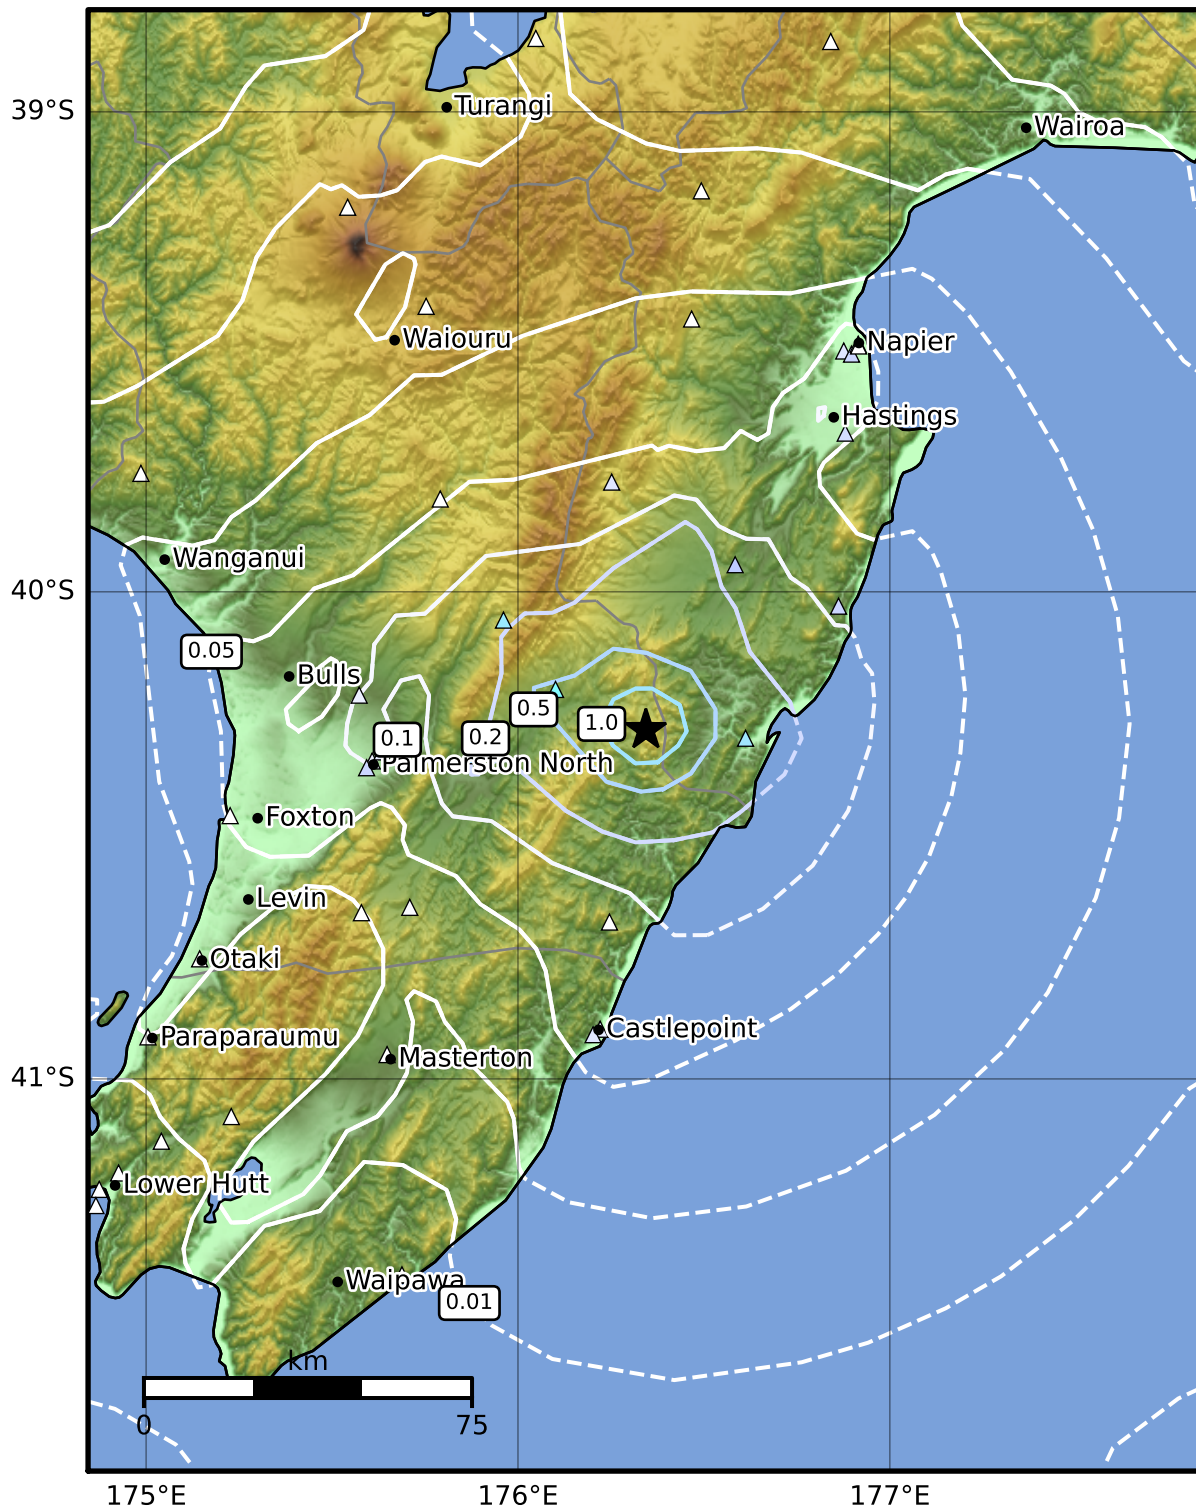 Turangi
39°S
Wairoa
Waiouru
Napier
Hastings
Wanganui
40°S
0.05
Bulls
0.5
1.0
0.1
0.2
Palmerston North
Foxton
Levin
Otaki
Castlepoint
Paraparaumu
Masterton
41°S
Lower Hutt
Waipawa
0.01
km
0
75
175°E
176°E
177°E